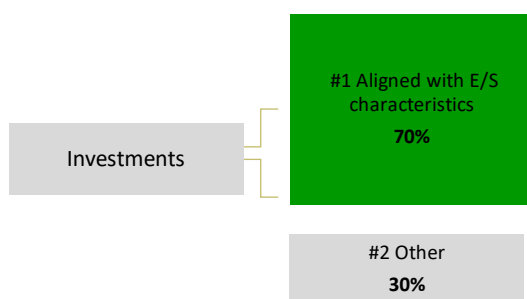 #1 Aligned with E/S
characteristics
70%
Investments
#2 Other
30%